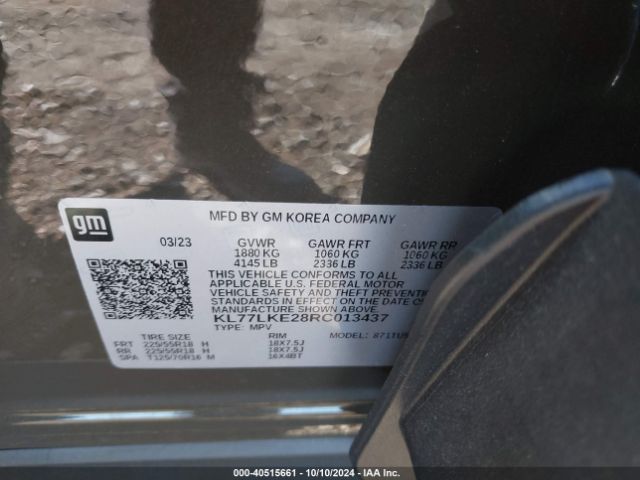 gm
MFD BY GM KOREA COMPANY
03/23 GVWR GAWR FRT GAWR RR
1880 KG 1060 KG 1060 KG
4145 LB 2336 LB 2336 LB
THIS VEHICLE CONFORMS TO ALL
APPLICABLE U.S. FEDERAL MOTOR
VEHICLE SAFETY AND THEFT PREVENTION
STANDARDS IN EFFECT ON THE DATE OF
MANUFACTURE SHOWN ABOVE.
KL77LKE28RC013437
TYPE: MPV MODEL:
TIRE SIZE RIM
FRT 225/55R18 H 18X7.5J
RR 225/55R18 H 18X7.5J
SPA T125/70R16 M 16X4BT
000-40515661 - 10/10/2024 - IAA Inc.